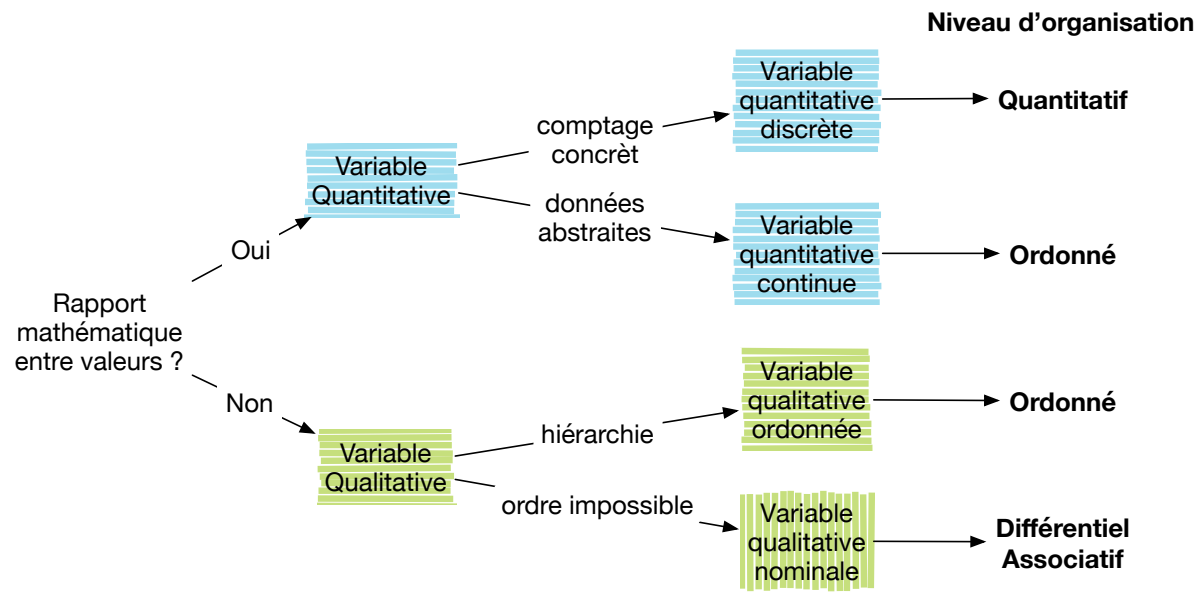 Niveau d'organisation
Variable
quantitative
discrète
Quantitatif
comptage
concrèt
Variable
Quantitative
données
abstraites
Variable
quantitative
continue
Ordonné
Oui
Rapport
mathématique
entre valeurs ?
Non
Variable
qualitative
ordonnée
Ordonné
hiérarchie
Variable
Qualitative
ordre impossible
Variable
qualitative
nominale
Différentiel
Associatif